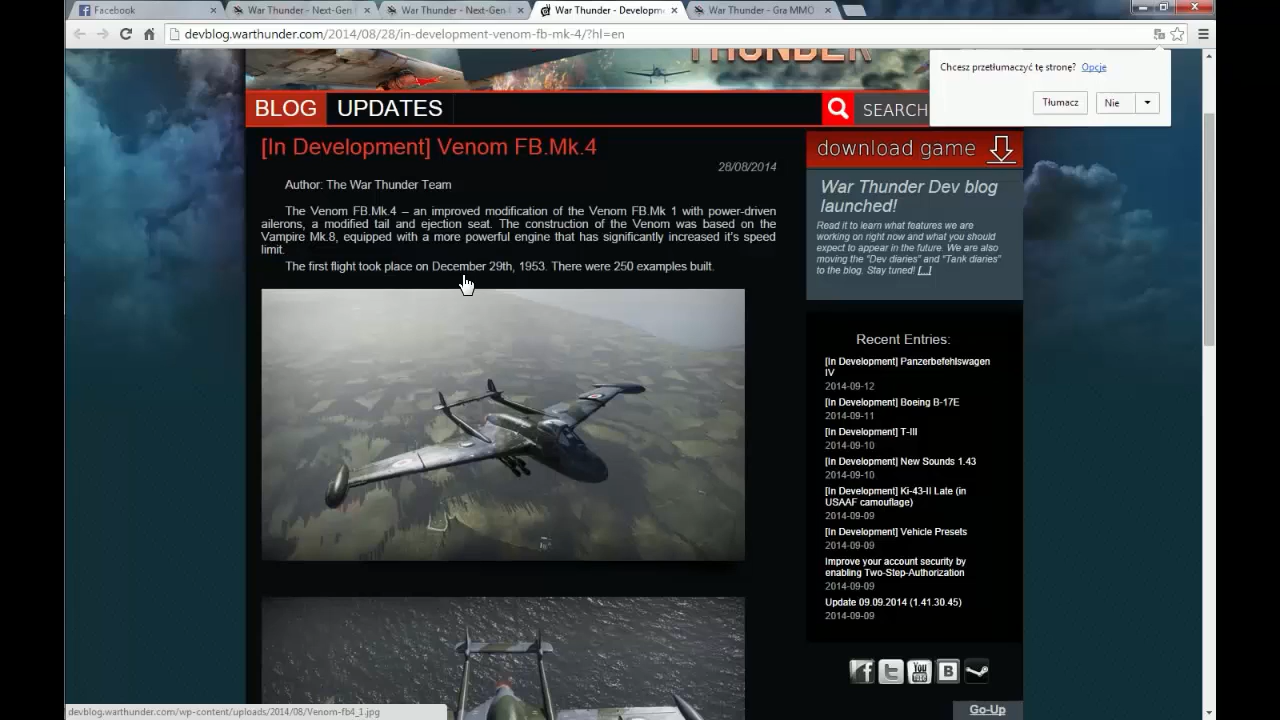 Facebook
War Thunder - Next-Gen
War Thunder - Next-Gen
War Thunder - Developm
War Thunder - Gra MMO
devblog.warthunder.com/2014/08/28/in-development-venom-fb-mk-4/?hl=en
Chcesz przetłumaczyć tę stronę? Opcje
Tłumacz
Nie
THUNDER
BLOG
UPDATES
SEARCH
[In Development] Venom FB.Mk.4
28/08/2014
Author: The War Thunder Team
The Venom FB.Mk.4 – an improved modification of the Venom FB.Mk 1 with power-driven
ailerons, a modified tail and ejection seat. The construction of the Venom was based on the
Vampire Mk.8, equipped with a more powerful engine that has significantly increased it's speed
limit.
The first flight took place on December 29th, 1953. There were 250 examples built.
download game
War Thunder Dev blog
launched!
Read it to learn what features we are
working on right now and what you should
expect to appear in the future. We are also
moving the "Dev diaries" and "Tank diaries"
to the blog. Stay tuned! [...]
Recent Entries:
[In Development] Panzerbefehlswagen
IV
2014-09-12
[In Development] Boeing B-17E
2014-09-11
[In Development] T-III
2014-09-10
[In Development] New Sounds 1.43
2014-09-10
[In Development] Ki-43-II Late (in
USAAF camouflage)
2014-09-09
[In Development] Vehicle Presets
2014-09-09
Improve your account security by
enabling Two-Step-Authorization
2014-09-09
Update 09.09.2014 (1.41.30.45)
2014-09-09
You
B
Go-Up
devblog.warthunder.com/wp-content/uploads/2014/08/Venom-fb4_1.jpg